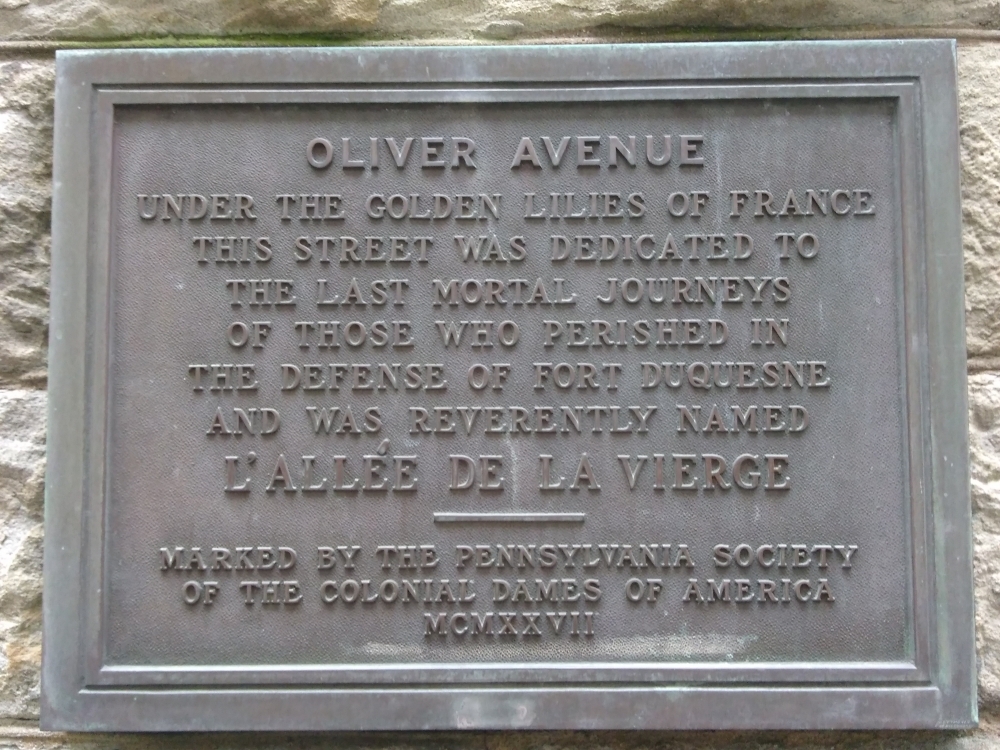 OLIVER AVENUE
UNDER THE GOLDEN LILIES OF FRANCE
THIS STREET WAS DEDICATED TO
THE LAST MORTAL JOURNEYS
OF THOSE WHO PERISHED IN
THE DEFENSE OF FORT DUQUESNE
AND WAS REVERENTLY NAMED
L'ALLÉE DE LA VIERGE
MARKED BY THE PENNSYLVANIA SOCIETY
OF THE COLONIAL DAMES OF AMERICA
MCMXXVII